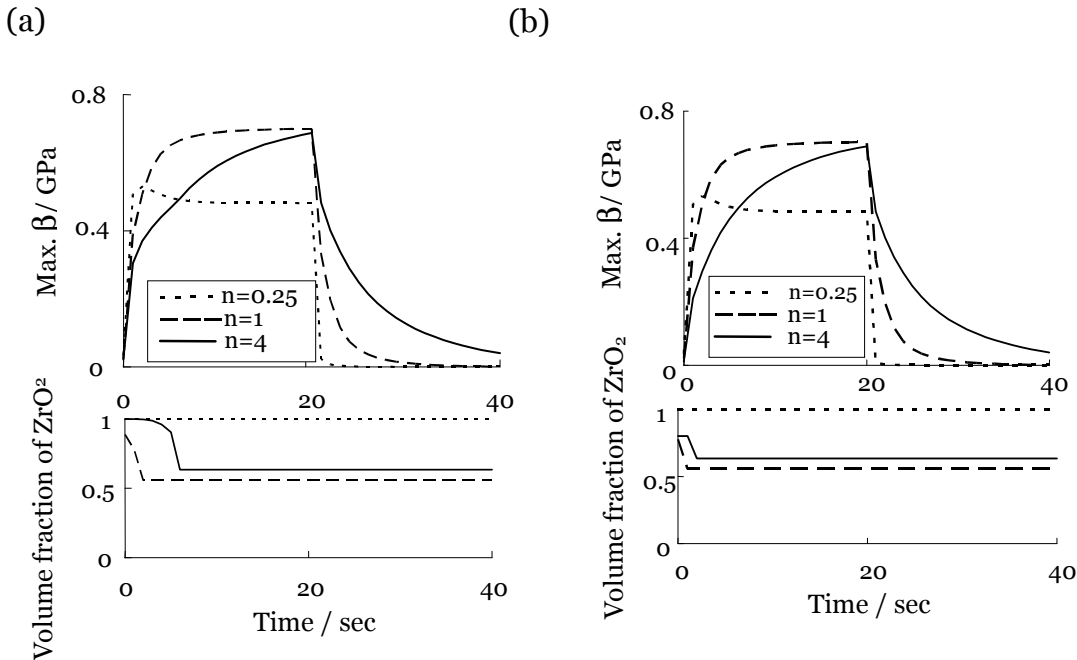 (a)
Max. β/ GPa
0.8
0.4
0
n=0.25
n=1
n=4
0 20 40
Volume fraction of ZrO²
1
0.5
0
0 20 40
Time / sec
(b)
Max. β/ GPa
0.8
0.4
0
n=0.25
n=1
n=4
0 20 40
Volume fraction of ZrO₂
1
0.5
0
0 20 40
Time / sec